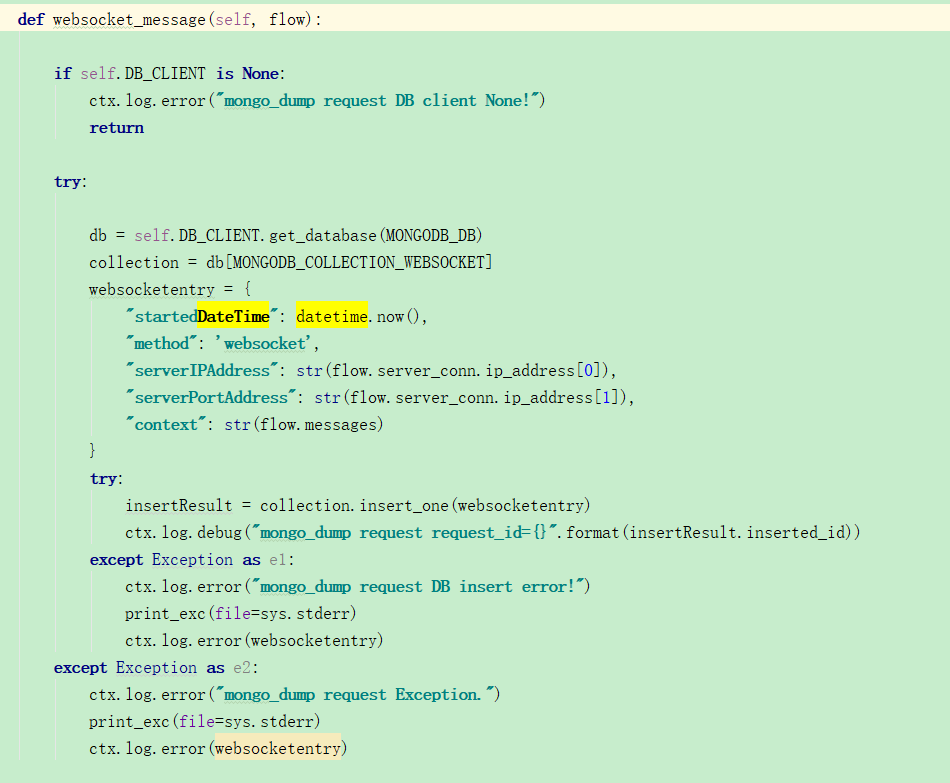 def websocket_message(self, flow):
if self.DB_CLIENT is None:
ctx.log.error("mongo_dump request DB client None!")
return
try:
db = self.DB_CLIENT.get_database(MONGODB_DB)
collection = db[MONGODB_COLLECTION_WEBSOCKET]
websocketentry = {
"startedDateTime": datetime.now(),
"method": 'websocket',
"serverIPAddress": str(flow.server_conn.ip_address[0]),
"serverPortAddress": str(flow.server_conn.ip_address[1]),
"context": str(flow.messages)
}
try:
insertResult = collection.insert_one(websocketentry)
ctx.log.debug("mongo_dump request request_id={}".format(insertResult.inserted_id))
except Exception as e1:
ctx.log.error("mongo_dump request DB insert error!")
print_exc(file=sys.stderr)
ctx.log.error(websocketentry)
except Exception as e2:
ctx.log.error("mongo_dump request Exception.")
print_exc(file=sys.stderr)
ctx.log.error(websocketentry)